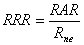 RRR = RAR / R_ne